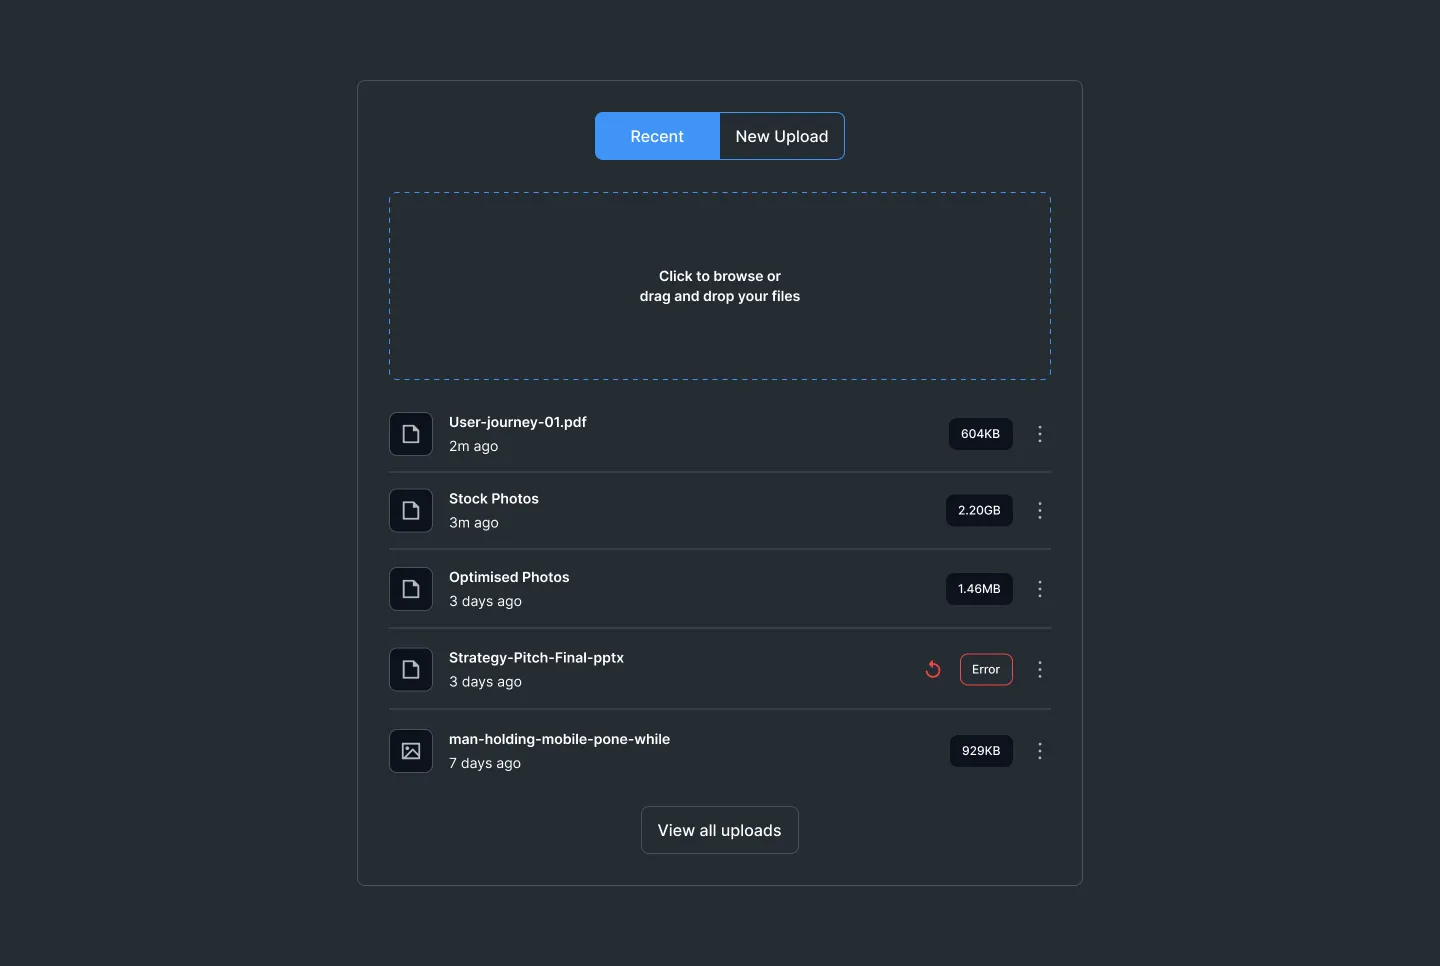 Recent
New Upload
Click to browse or
drag and drop your files
User-journey-01.pdf
2m ago
604KB
Stock Photos
3m ago
2.20GB
Optimised Photos
3 days ago
1.46MB
Strategy-Pitch-Final-pptx
3 days ago
Error
man-holding-mobile-pone-while
7 days ago
929KB
View all uploads